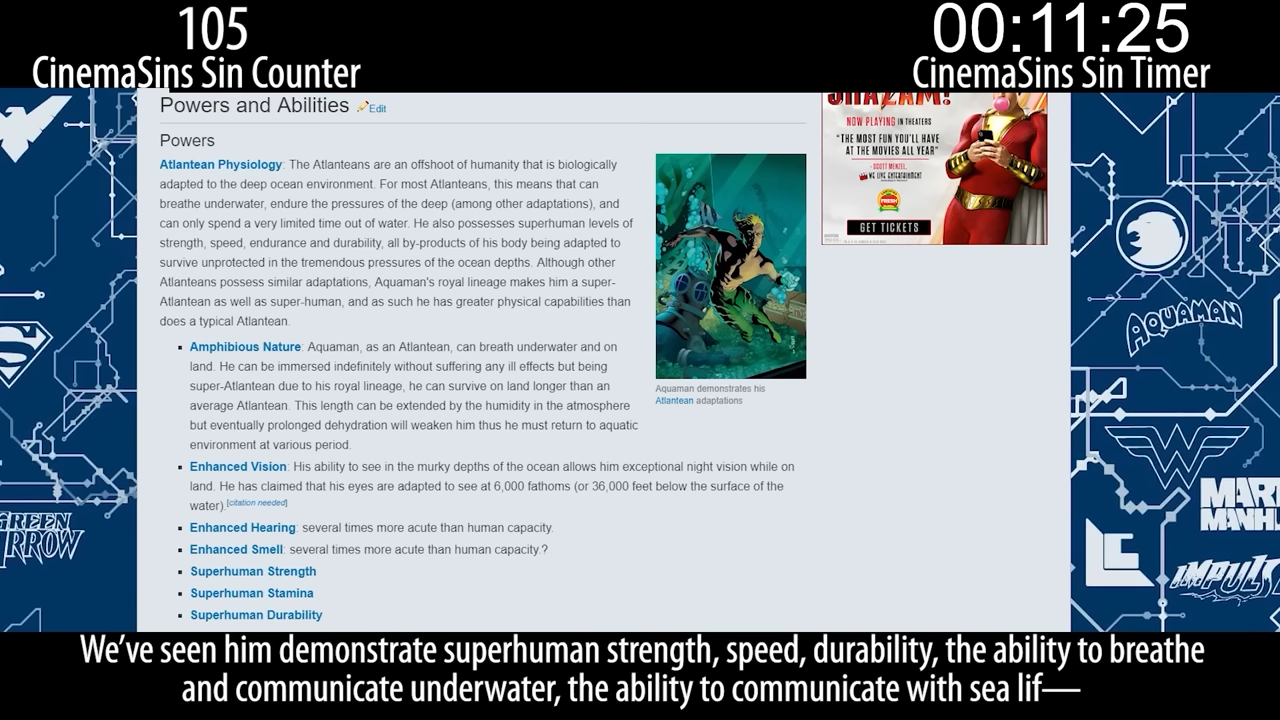 105
CinemaSins Sin Counter
00:11:25
CinemaSins Sin Timer
Powers and Abilities Edit
Powers
Atlantean Physiology: The Atlanteans are an offshoot of humanity that is biologically
adapted to the deep ocean environment. For most Atlanteans, this means that can
breathe underwater, endure the pressures of the deep (among other adaptations), and
can only spend a very limited time out of water. He also possesses superhuman levels of
strength, speed, endurance and durability, all by-products of his body being adapted to
survive unprotected in the tremendous pressures of the ocean depths. Although other
Atlanteans possess similar adaptations, Aquaman's royal lineage makes him a super-
Atlantean as well as super-human, and as such he has greater physical capabilities than
does a typical Atlantean.
Amphibious Nature: Aquaman, as an Atlantean, can breath underwater and on
land. He can be immersed indefinitely without suffering any ill effects but being
super-Atlantean due to his royal lineage, he can survive on land longer than an
average Atlantean. This length can be extended by the humidity in the atmosphere
but eventually prolonged dehydration will weaken him thus he must return to aquatic
environment at various period.
Enhanced Vision: His ability to see in the murky depths of the ocean allows him exceptional night vision while on
land. He has claimed that his eyes are adapted to see at 6,000 fathoms (or 36,000 feet below the surface of the
water).[citation needed]
Enhanced Hearing: several times more acute than human capacity.
Enhanced Smell: several times more acute than human capacity.?
Superhuman Strength
Superhuman Stamina
Superhuman Durability
Aquaman demonstrates his
Atlantean adaptations
SHAZAM!
NOW PLAYING IN THEATERS
"THE MOST FUN YOU'LL HAVE
AT THE MOVIES ALL YEAR"
SCOTT MENZEL,
WE LIVE ENTERTAINMENT
FRESH
GET TICKETS
GREEN
ARROW
AQUAMAN
MART
MANHU
IMPULS
We've seen him demonstrate superhuman strength, speed, durability, the ability to breathe
and communicate underwater, the ability to communicate with sea lif—